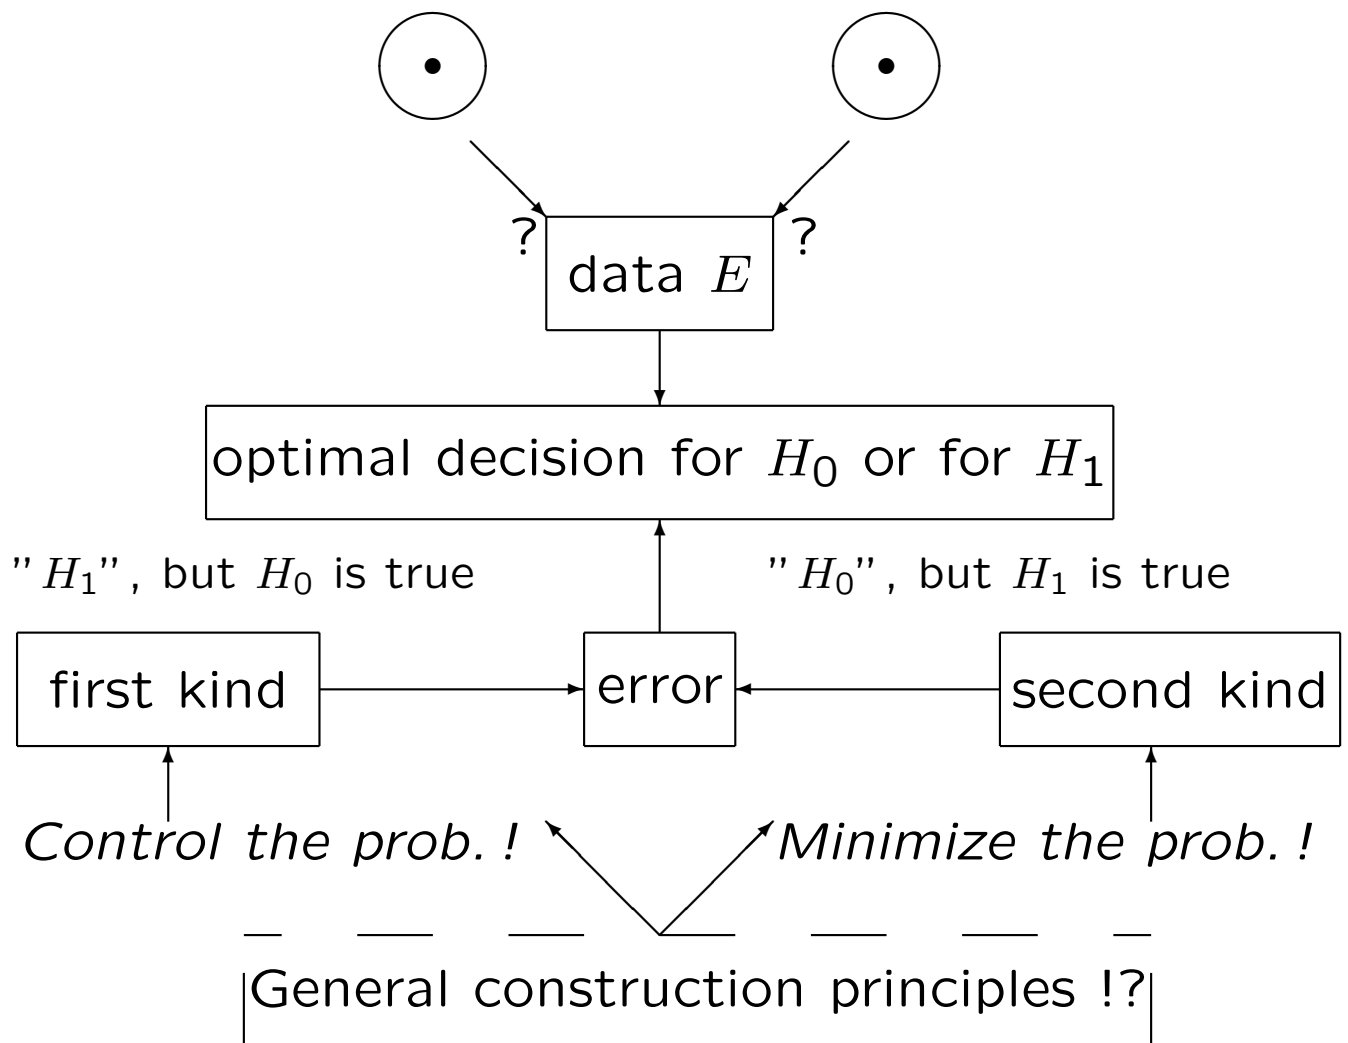 ? ?
data E
optimal decision for H₀ or for H₁
"H₁", but H₀ is true "H₀", but H₁ is true
first kind error second kind
Control the prob. ! Minimize the prob. !
General construction principles !?